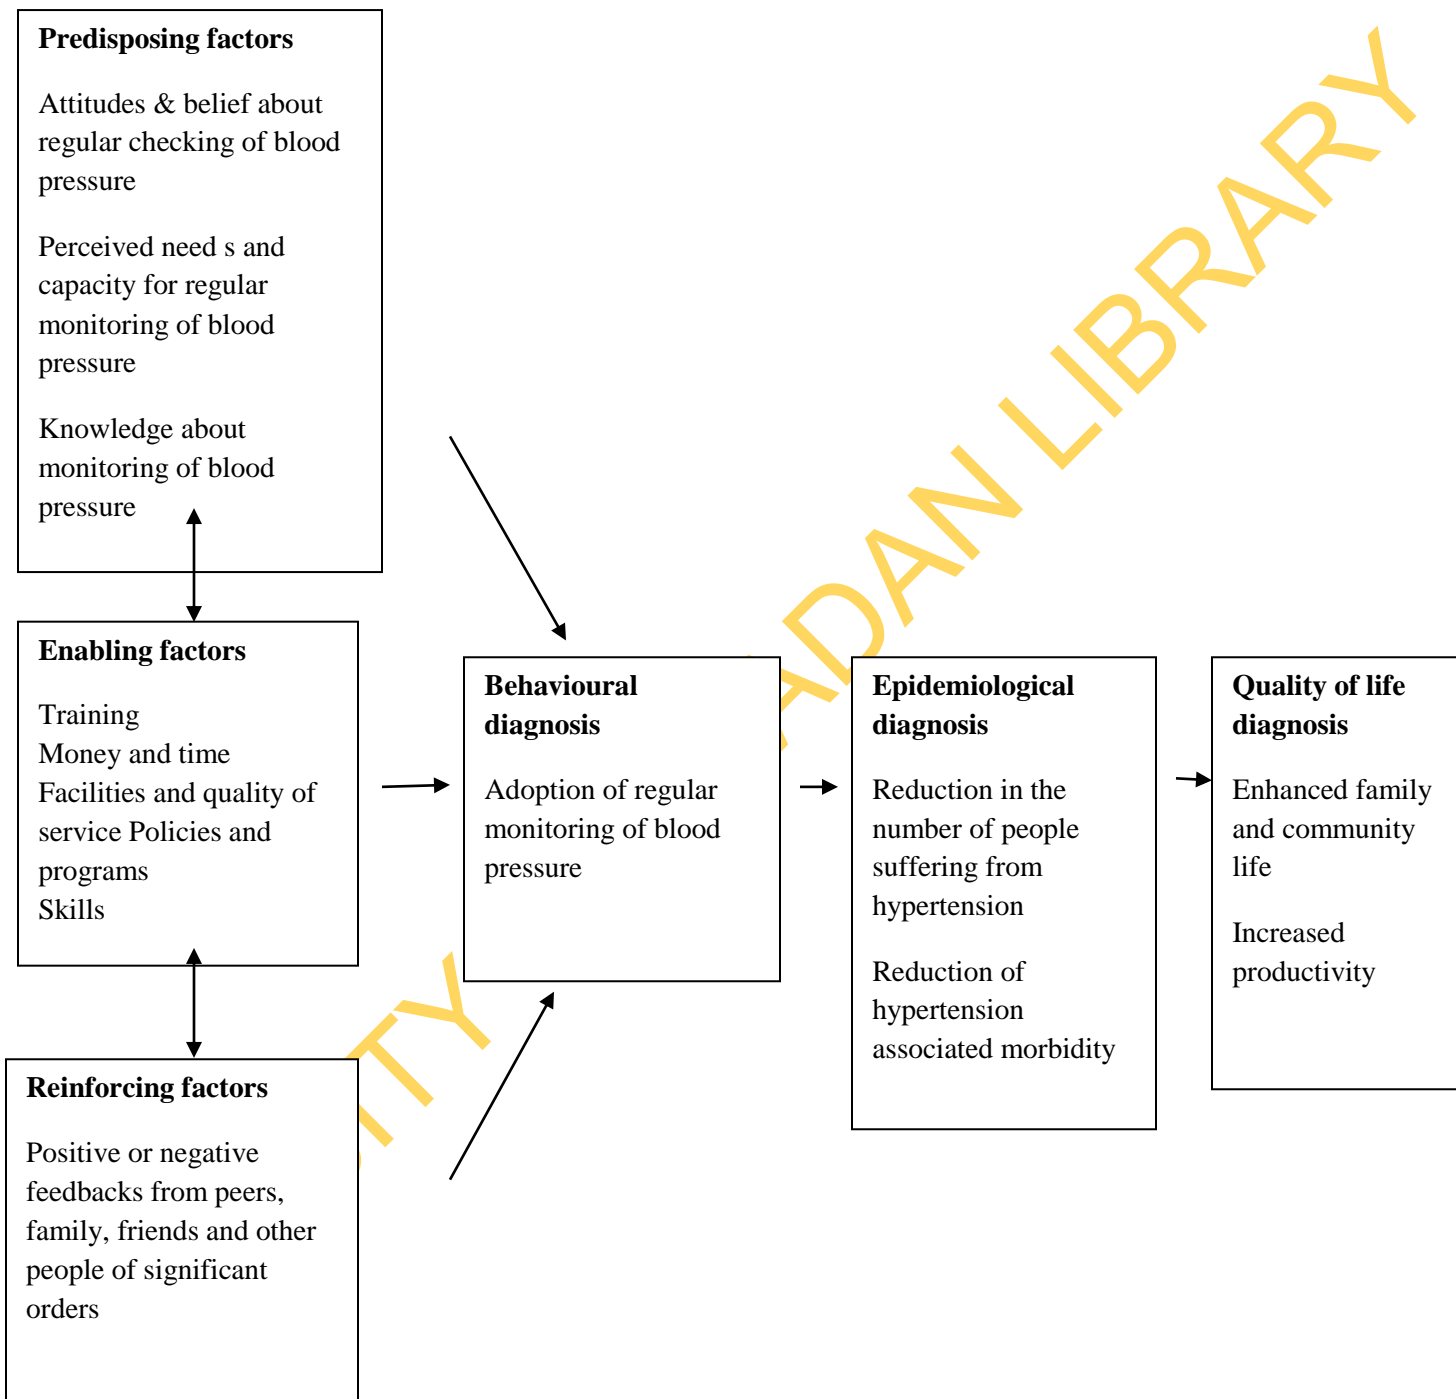 Predisposing factors
Attitudes & belief about
regular checking of blood
pressure
Perceived need s and
capacity for regular
monitoring of blood
pressure
Knowledge about
monitoring of blood
pressure
Enabling factors
Training
Money and time
Facilities and quality of
service Policies and
programs
Skills
Reinforcing factors
Positive or negative
feedbacks from peers,
family, friends and other
people of significant
orders
Behavioural
diagnosis
Adoption of regular
monitoring of blood
pressure
Epidemiological
diagnosis
Reduction in the
number of people
suffering from
hypertension
Reduction of
hypertension
associated morbidity
Quality of life
diagnosis
Enhanced family
and community
life
Increased
productivity
LIBRARY